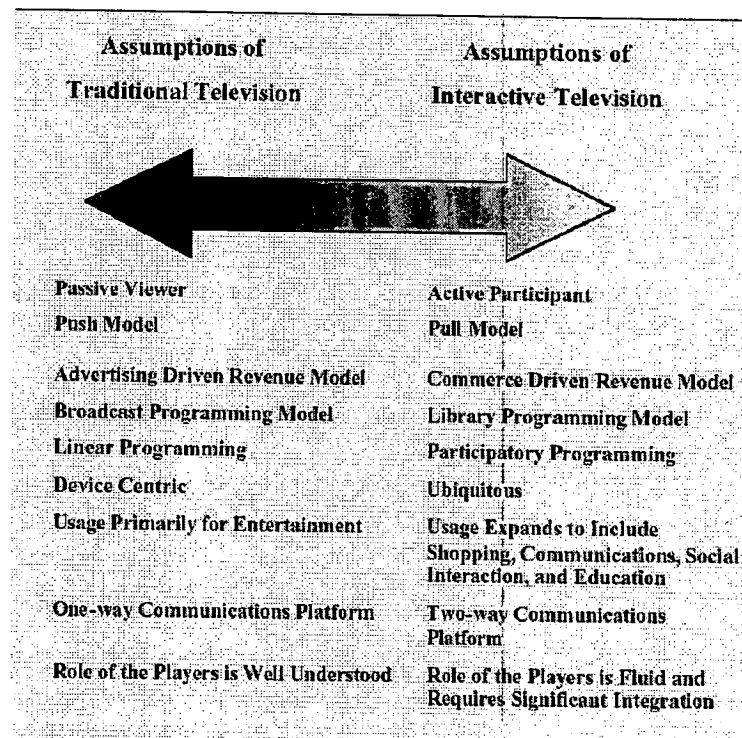 Assumptions of
Traditional Television
Assumptions of
Interactive Television
Passive Viewer
Push Model
Advertising Driven Revenue Model
Broadcast Programming Model
Linear Programming
Device Centric
Usage Primarily for Entertainment
One-way Communications Platform
Role of the Players is Well Understood
Active Participant
Pull Model
Commerce Driven Revenue Model
Library Programming Model
Participatory Programming
Ubiquitous
Usage Expands to Include
Shopping, Communications, Social
Interaction, and Education
Two-way Communications
Platform
Role of the Players is Fluid and
Requires Significant Integration